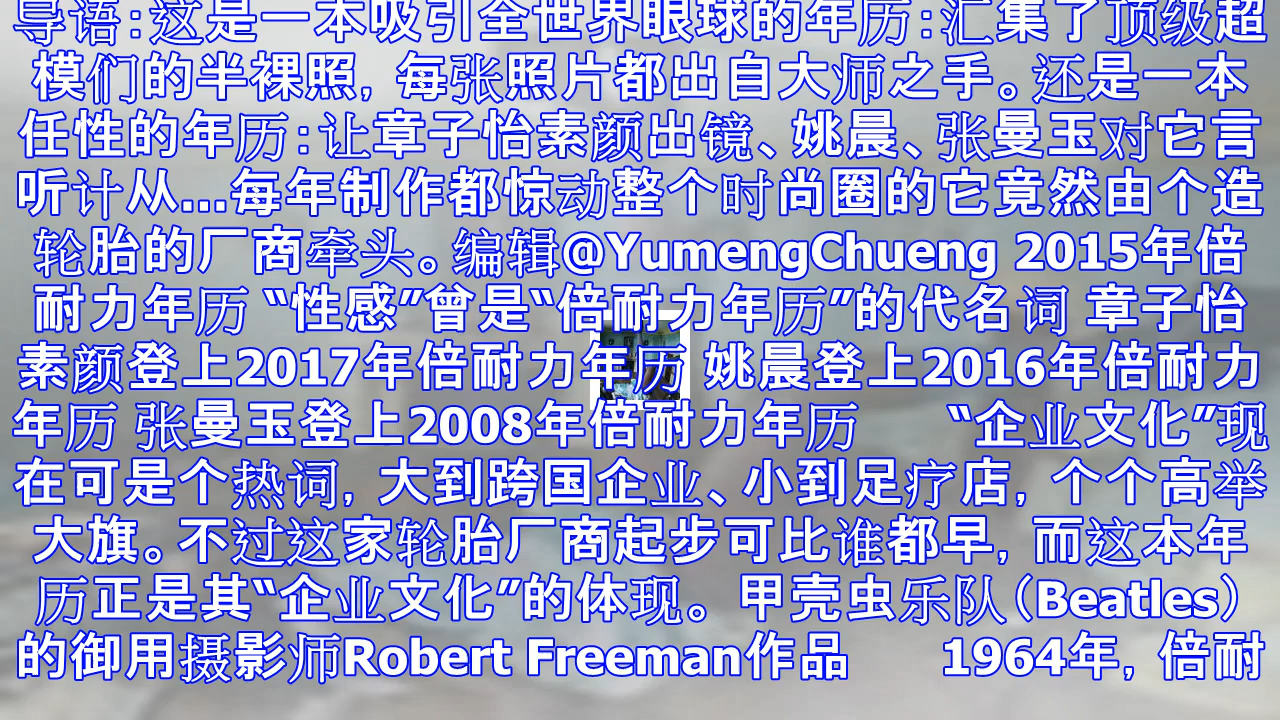 导语：这是一本吸引全世界眼球的年历：汇集了顶级超
模们的半裸照，每张照片都出自大师之手。还是一本
任性的年历：让章子怡素颜出镜、姚晨、张曼玉对它言
听计从...每年制作都惊动整个时尚圈的它竟然由个造
轮胎的厂商牵头。编辑@YumengChueng 2015年倍
耐力年历 “性感”曾是“倍耐力年历”的代名词 章子怡
素颜登上2017年倍耐力年历 姚晨登上2016年倍耐力
年历 张曼玉登上2008年倍耐力年历　　“企业文化”现
在可是个热词，大到跨国企业、小到足疗店，个个高举
大旗。不过这家轮胎厂商起步可比谁都早，而这本年
历正是其“企业文化”的体现。 甲壳虫乐队（Beatles）
的御用摄影师Robert Freeman作品　　1964年，倍耐